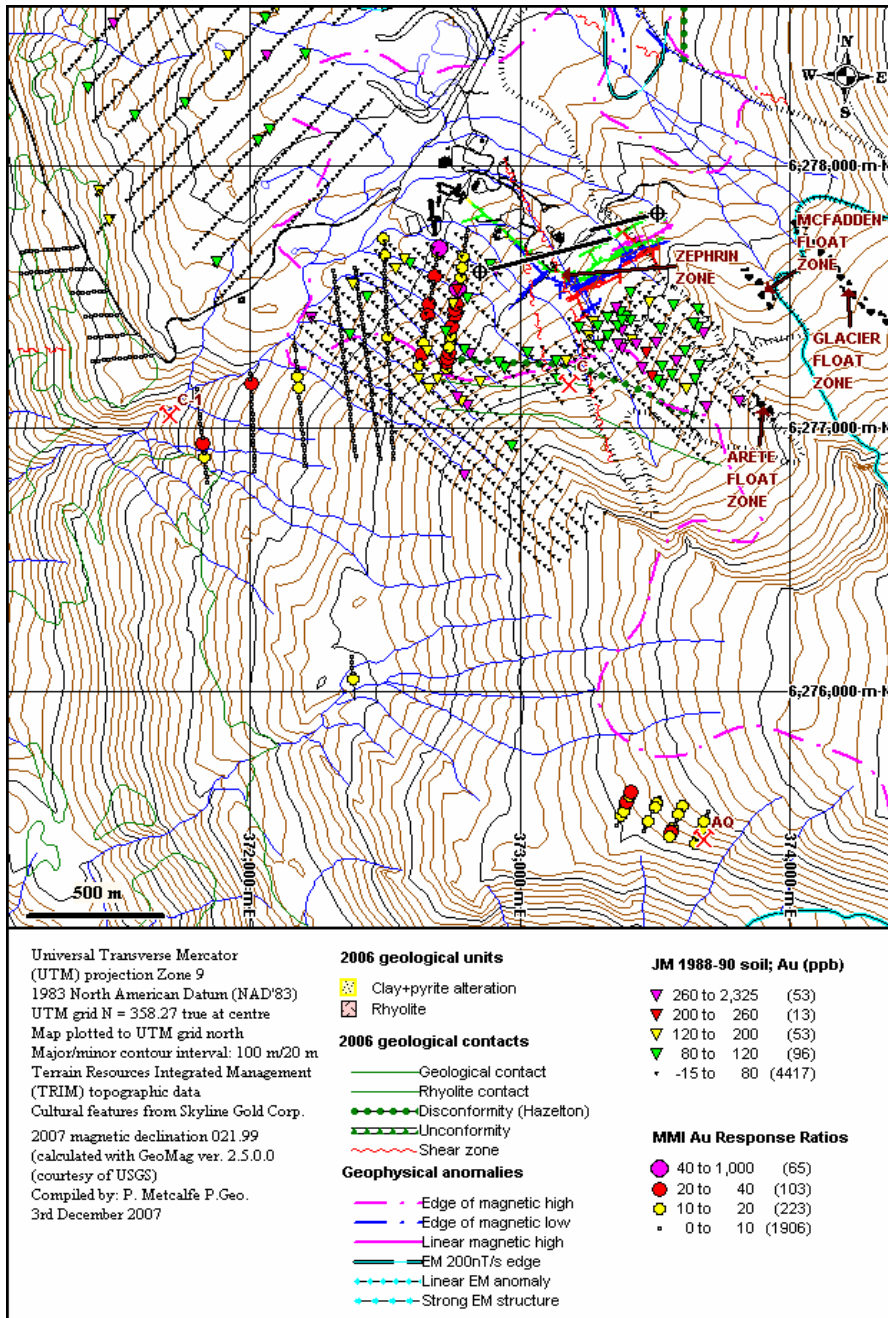 N
W E
S
6,278,000-m-N
MCFADDEN
FLOAT
ZONE
ZEPHRIN
ZONE
GLACIER
FLOAT
ZONE
C-1
C
6,277,000-m-N
ARETE
FLOAT
ZONE
6,276,000-m-N
AQ
372,000-m-E
373,000-m-E
374,000-m-E
500 m
Universal Transverse Mercator
(UTM) projection Zone 9
1983 North American Datum (NAD'83)
UTM grid N = 358.27 true at centre
Map plotted to UTM grid north
Major/minor contour interval: 100 m/20 m
Terrain Resources Integrated Management
(TRIM) topographic data
Cultural features from Skyline Gold Corp.
2007 magnetic declination 021.99
(calculated with GeoMag ver. 2.5.0.0
(courtesy of USGS)
Compiled by: P. Metcalfe P.Geo.
3rd December 2007
2006 geological units
Clay+pyrite alteration
Rhyolite
2006 geological contacts
Geological contact
Rhyolite contact
Disconformity (Hazelton)
Unconformity
Shear zone
Geophysical anomalies
Edge of magnetic high
Edge of magnetic low
Linear magnetic high
EM 200nT/s edge
Linear EM anomaly
Strong EM structure
JM 1988-90 soil; Au (ppb)
260 to 2,325 (53)
200 to 260 (13)
120 to 200 (53)
80 to 120 (96)
-15 to 80 (4417)
MMI Au Response Ratios
40 to 1,000 (65)
20 to 40 (103)
10 to 20 (223)
0 to 10 (1906)